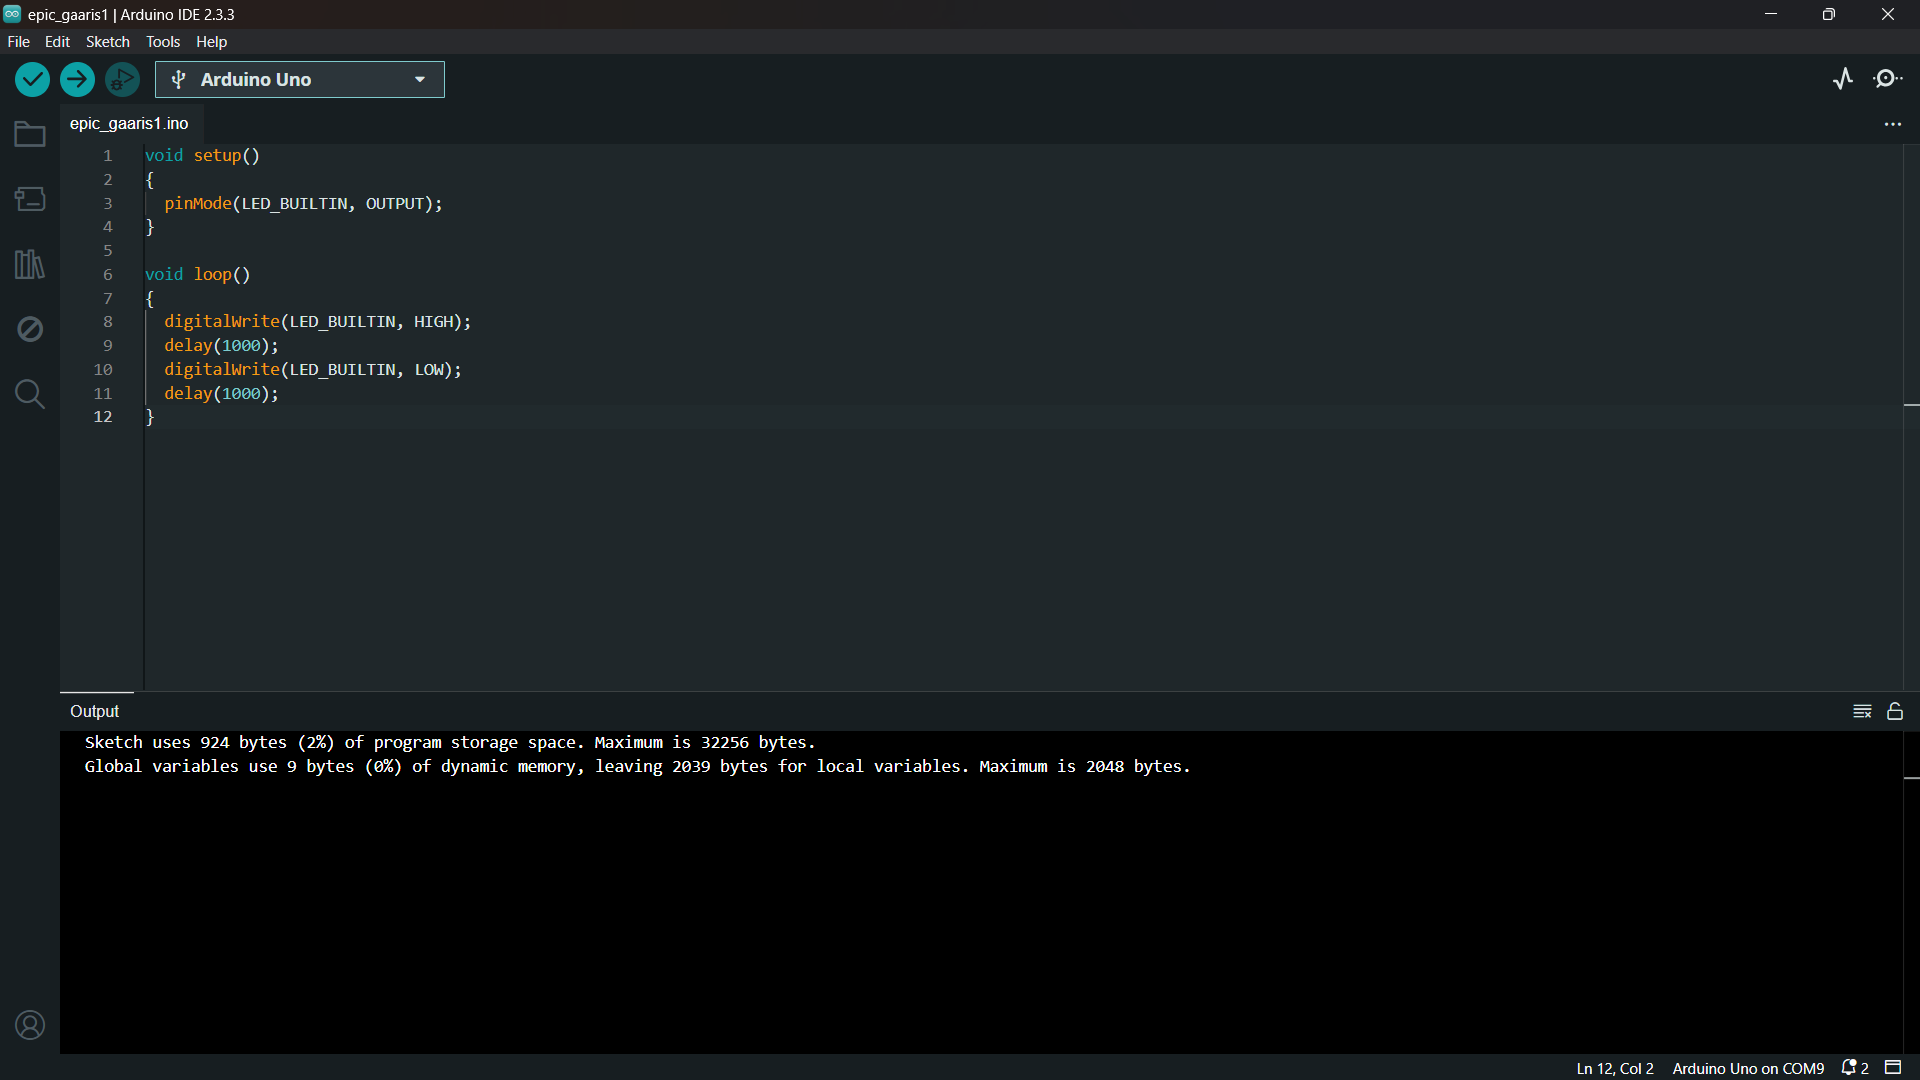 epic_gaaris1 | Arduino IDE 2.3.3
File Edit Sketch Tools Help
Arduino Uno
epic_gaaris1.ino
1 void setup()
2 {
3   pinMode(LED_BUILTIN, OUTPUT);
4 }
5
6 void loop()
7 {
8   digitalWrite(LED_BUILTIN, HIGH);
9   delay(1000);
10   digitalWrite(LED_BUILTIN, LOW);
11   delay(1000);
12 }
Output
Sketch uses 924 bytes (2%) of program storage space. Maximum is 32256 bytes.
Global variables use 9 bytes (0%) of dynamic memory, leaving 2039 bytes for local variables. Maximum is 2048 bytes.
Ln 12, Col 2 Arduino Uno on COM9 2